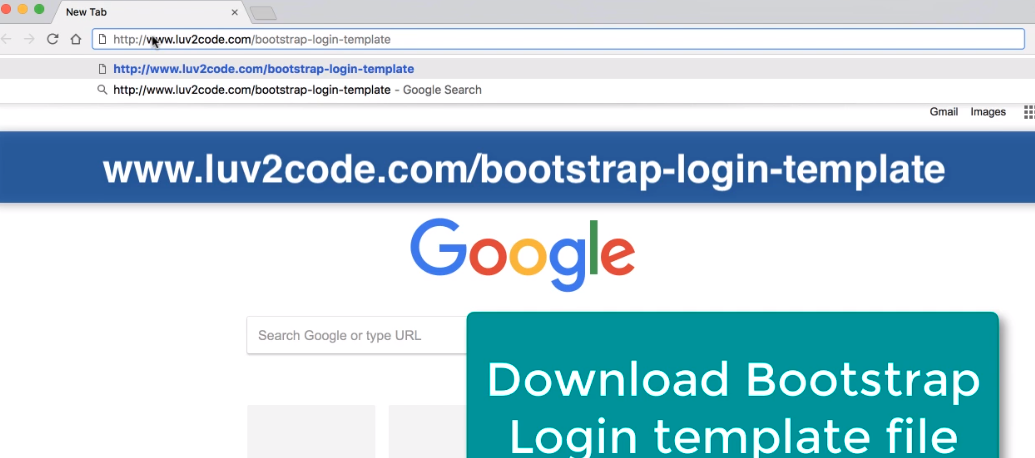 New Tab
http://www.luv2code.com/bootstrap-login-template
http://www.luv2code.com/bootstrap-login-template
http://www.luv2code.com/bootstrap-login-template - Google Search
Gmail Images
www.luv2code.com/bootstrap-login-template
Google
Search Google or type URL
Download Bootstrap
Login template file